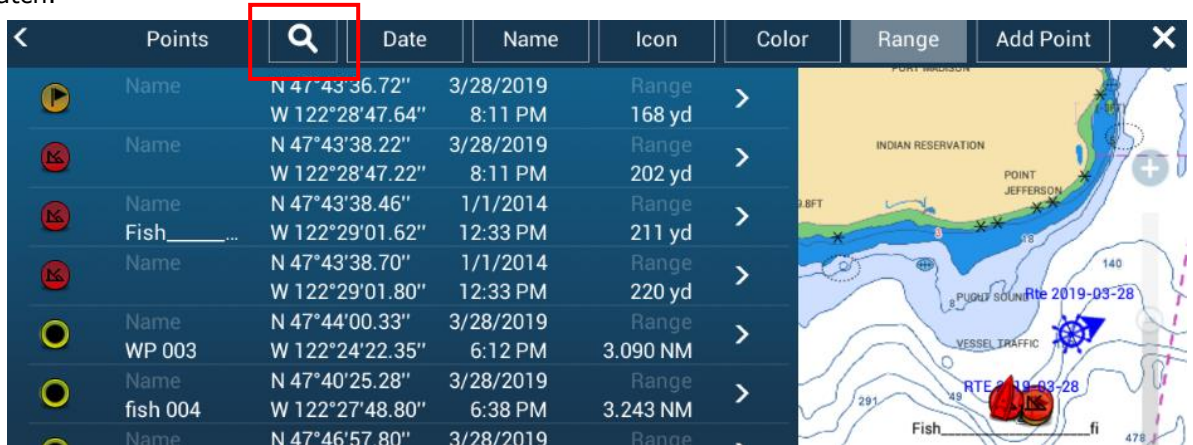 Points Date Name Icon Color Range Add Point
Name N 47°43'36.72" 3/28/2019 Range
W 122°28'47.64" 8:11 PM 168 yd
Name N 47°43'38.22" 3/28/2019 Range
W 122°28'47.22" 8:11 PM 202 yd
Name N 47°43'38.46" 1/1/2014 Range
Fish______... W 122°29'01.62" 12:33 PM 211 yd
Name N 47°43'38.70" 1/1/2014 Range
W 122°29'01.80" 12:33 PM 220 yd
Name N 47°44'00.33" 3/28/2019 Range
WP 003 W 122°24'22.35" 6:12 PM 3.090 NM
Name N 47°40'25.28" 3/28/2019 Range
fish 004 W 122°27'48.80" 6:38 PM 3.243 NM
Name N 47°46'57.80" 3/28/2019 Range
PORT MADISON
INDIAN RESERVATION
POINT
JEFFERSON
9.8FT
3
18
140
8
SOUND
Rte 2019-03-28
VESSEL TRAFFIC
291
49
Fish_________________fi
478